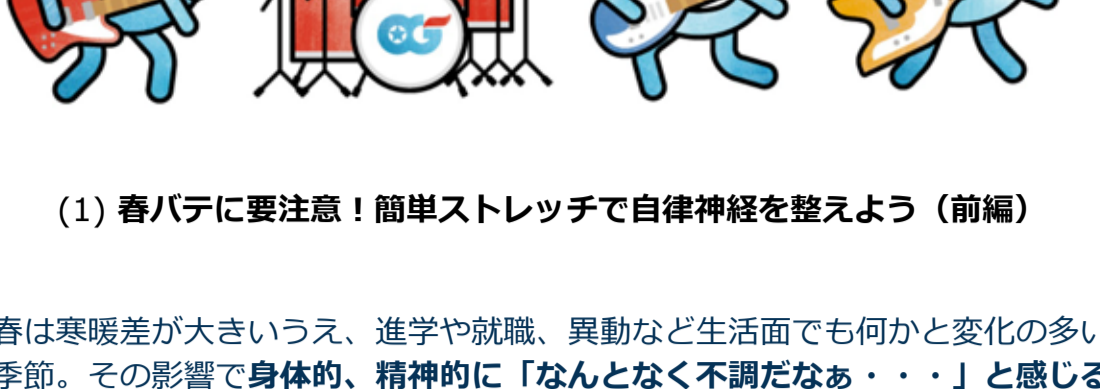 OG
(1) 春バテに要注意！簡単ストレッチで自律神経を整えよう（前編）
春は寒暖差が大きいうえ、進学や就職、異動など生活面でも何かと変化の多い
季節。その影響で身体的、精神的に「なんとなく不調だなぁ・・・」と感じる